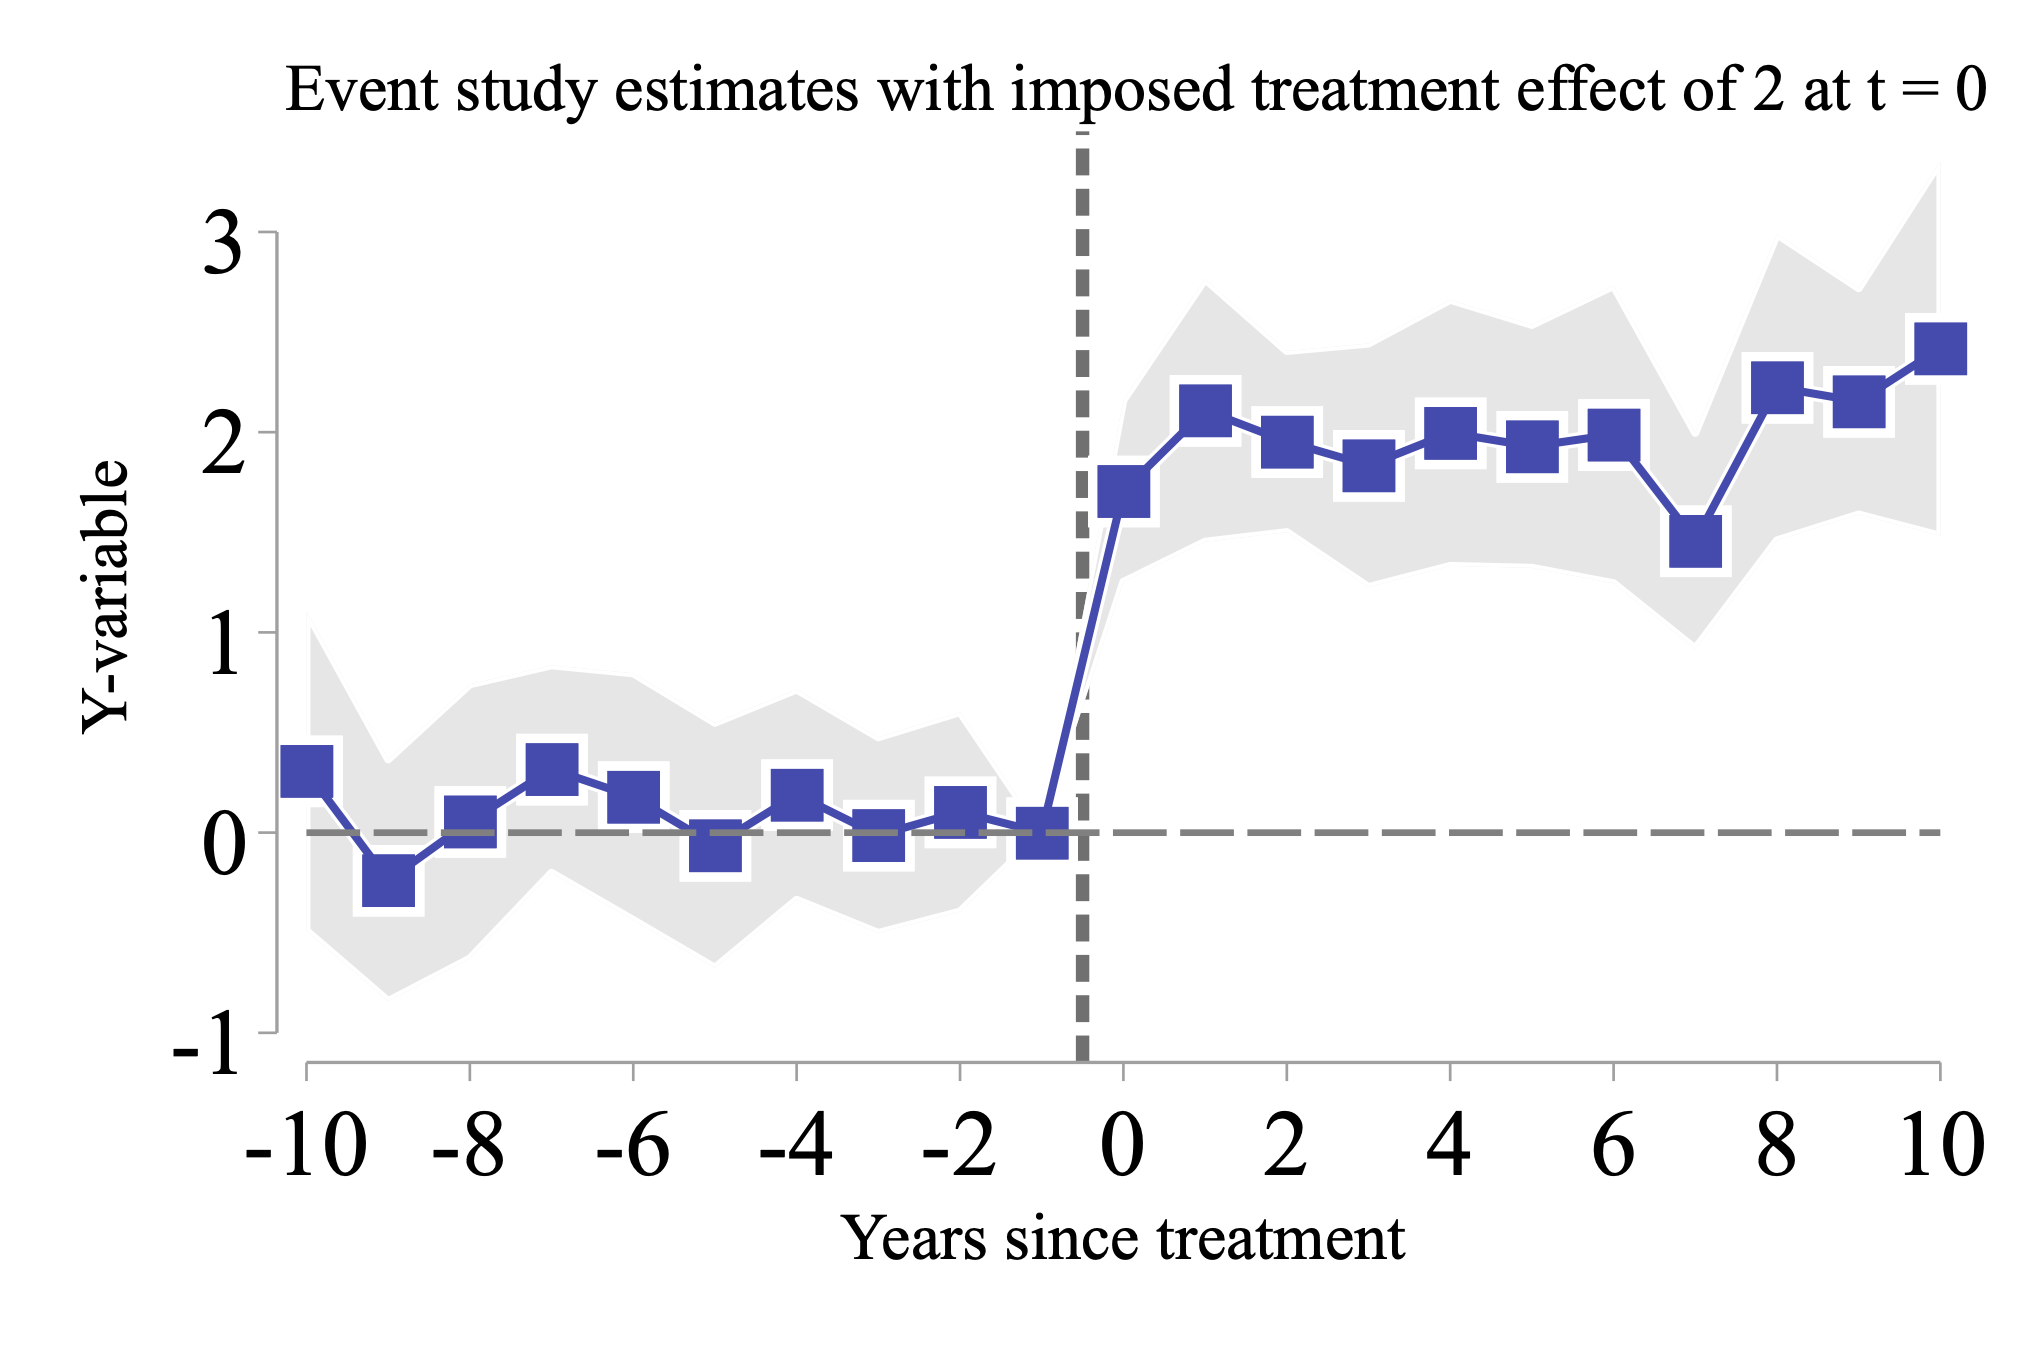 Event study estimates with imposed treatment effect of 2 at t = 0
Y-variable
3
2
1
0
-1
-10 -8 -6 -4 -2 0 2 4 6 8 10
Years since treatment